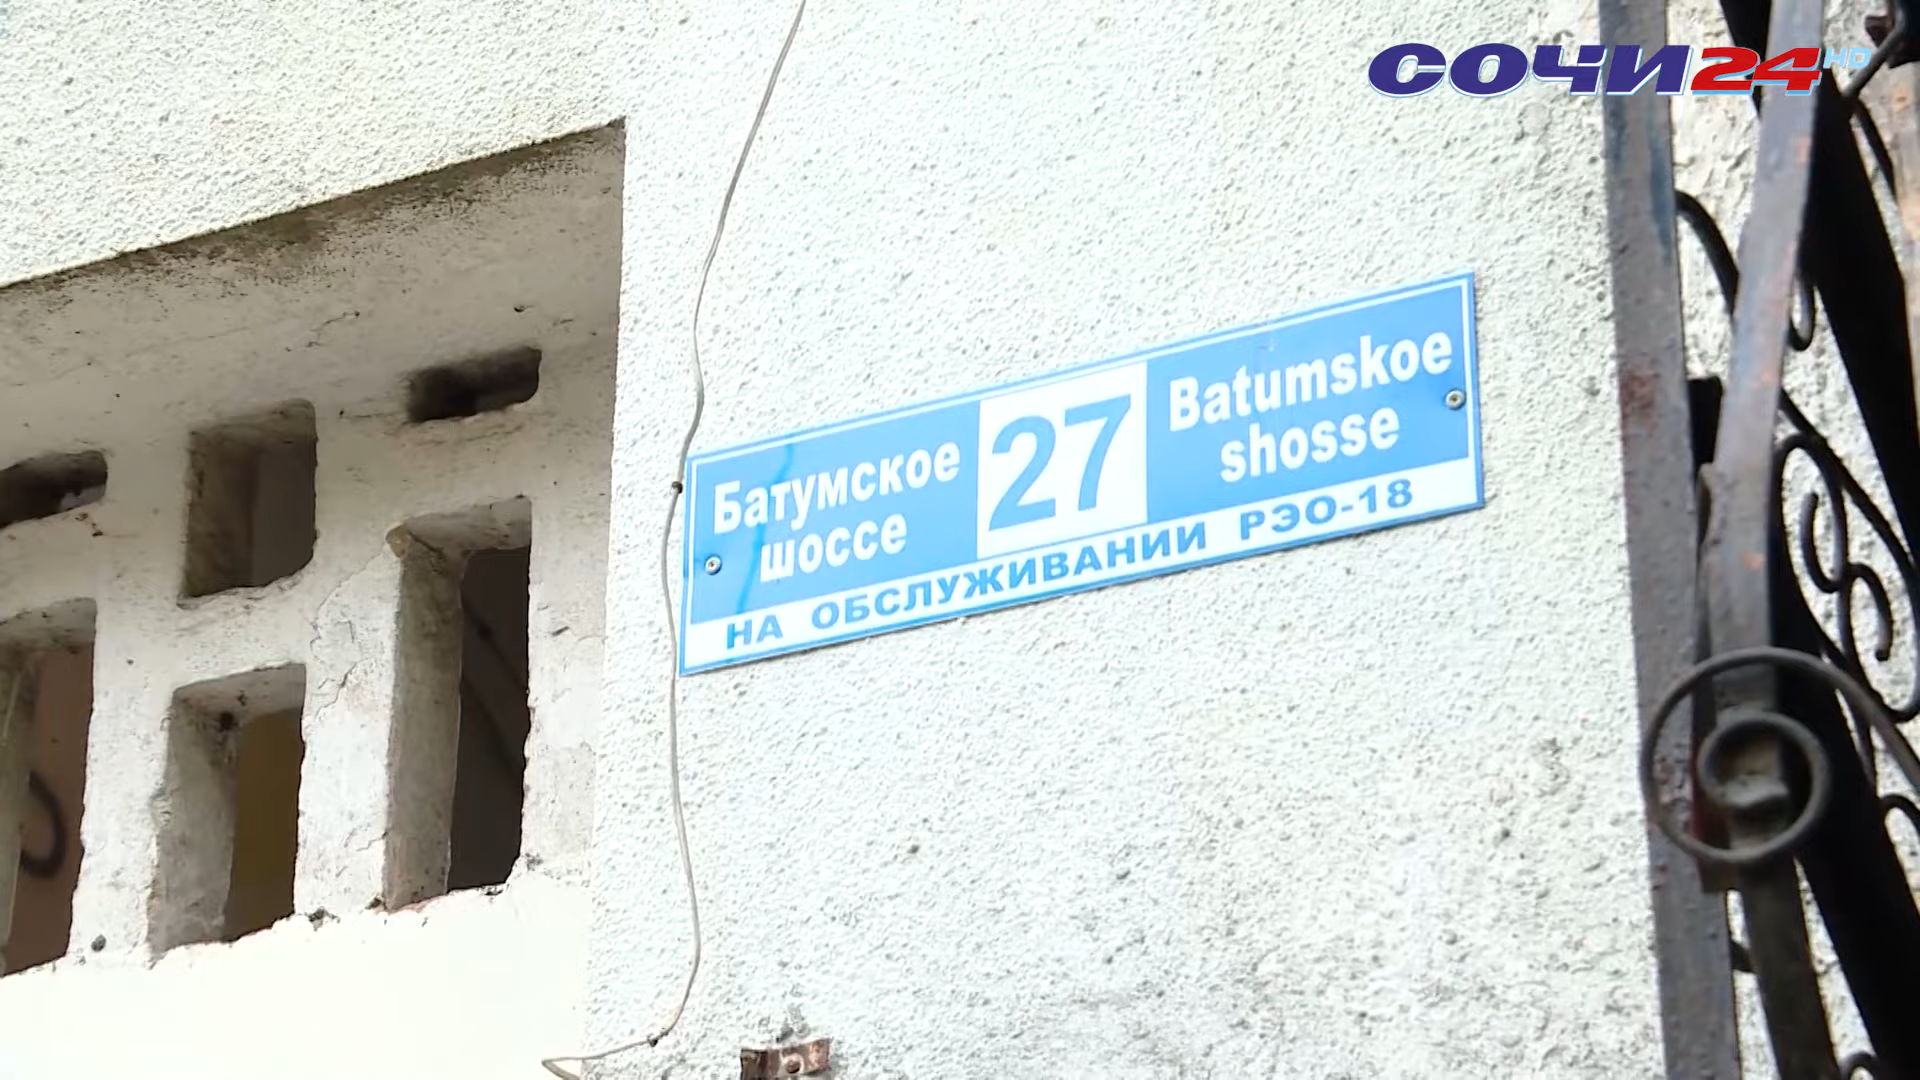 СОЧИ24HD
Батумское
шоссе
27
Batumskoe
shosse
НА ОБСЛУЖИВАНИИ РЭО-18